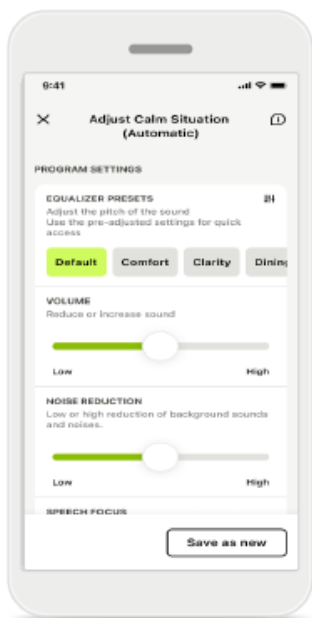 9:41
Adjust Calm Situation
(Automatic)
PROGRAM SETTINGS
EQUALIZER PRESETS
Adjust the pitch of the sound
Use the pre-adjusted settings for quick
access
Default Comfort Clarity Dining
VOLUME
Reduce or increase sound
Low High
NOISE REDUCTION
Low or high reduction of background sounds
and noises.
Low High
SPEECH FOCUS
Save as new